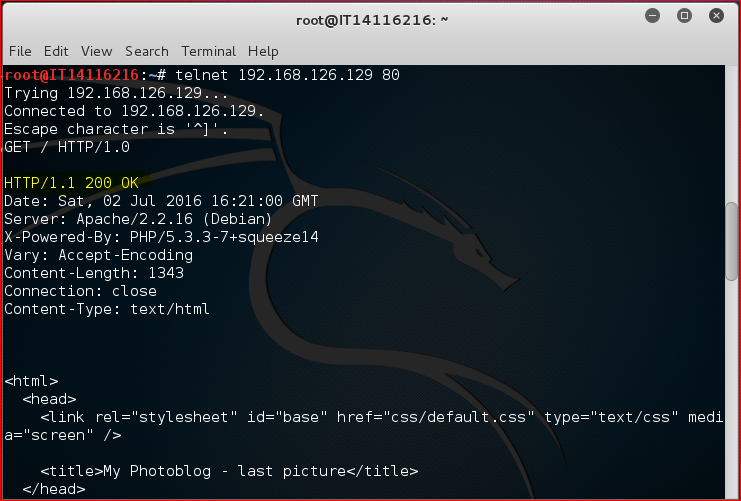 root@IT14116216: ~
File Edit View Search Terminal Help
root@IT14116216:~# telnet 192.168.126.129 80
Trying 192.168.126.129...
Connected to 192.168.126.129.
Escape character is '^]'.
GET / HTTP/1.0

HTTP/1.1 200 OK
Date: Sat, 02 Jul 2016 16:21:00 GMT
Server: Apache/2.2.16 (Debian)
X-Powered-By: PHP/5.3.3-7+squeeze14
Vary: Accept-Encoding
Content-Length: 1343
Connection: close
Content-Type: text/html

<html>
  <head>
    <link rel="stylesheet" id="base" href="css/default.css" type="text/css" medi
a="screen" />

    <title>My Photoblog - last picture</title>
  </head>